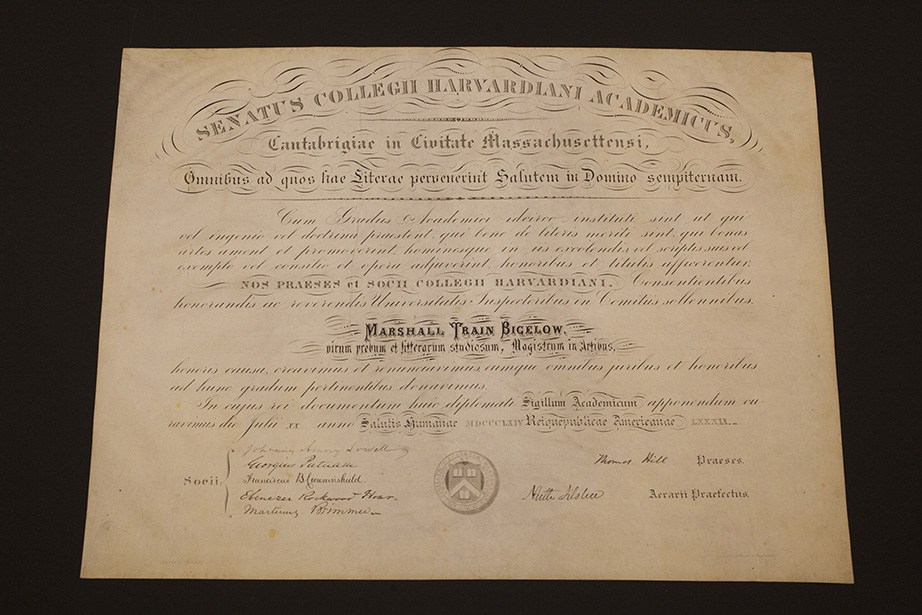 SENATUS COLLEGII HARVARDIANI ACADEMICUS,
Cantabrigiae in Civitate Massachusettensi,
Omnibus ad quos hae Literae pervenerint Salutem in Domino sempiternam.
Cum Gradus Academici idcirco instituti sint ut qui
vel ingenio vel doctrina praestent, qui bene de literis meriti sint, qui bonas
artes ament et promoverint, hominesque in iis excolendis vel scriptis suis vel
exemplo vel consilio et opera adjuverint, honoribus et titulis afficerentur,
NOS PRAESES et SOCII COLLEGII HARVARDIANI, Consentientibus
honorandis ac reverendis Universitatis Inspectoribus in Comitiis sollennibus,
MARSHALL TRAIN BIGELOW,
virum probum et litterarum studiosum, Magistrum in Artibus,
honoris causa, creavimus et renunciavimus eumque omnibus juribus et honoribus
ad hunc gradum pertinentibus donavimus.
In cujus rei documentum huic diplomati Sigillum Academicum apponendum cu-
ravimus die Julii XX anno Salutis Humanae MDCCCLXIV Reique publicae Americanae LXXXIX.
Johannes Amory Lowell
Georgius Putnam
Socii,
Franciscus B Crowninshield
Ebenezer Rockwood Hoar
Martinus Brimmer
Thomas Hill Praeses.
Aerarii Praefectus.